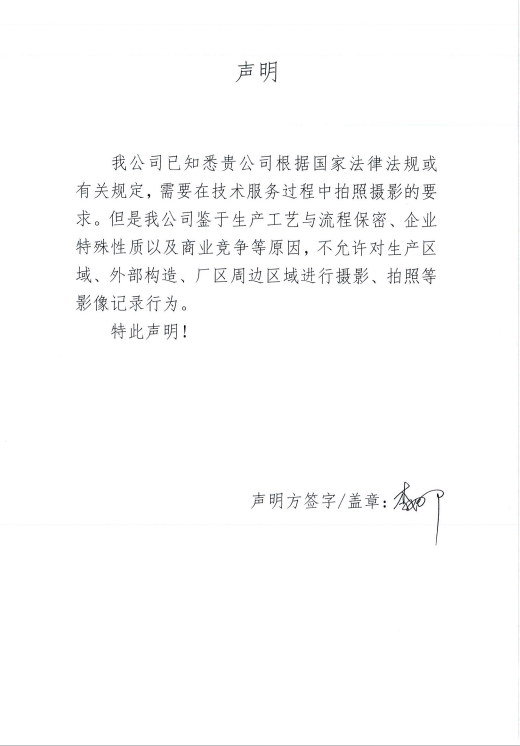 声明
我公司已知悉贵公司根据国家法律法规或
有关规定，需要在技术服务过程中拍照摄影的要
求。但是我公司鉴于生产工艺与流程保密、企业
特殊性质以及商业竞争等原因，不允许对生产区
域、外部构造、厂区周边区域进行摄影、拍照等
影像记录行为。
特此声明！
声明方签字/盖章：